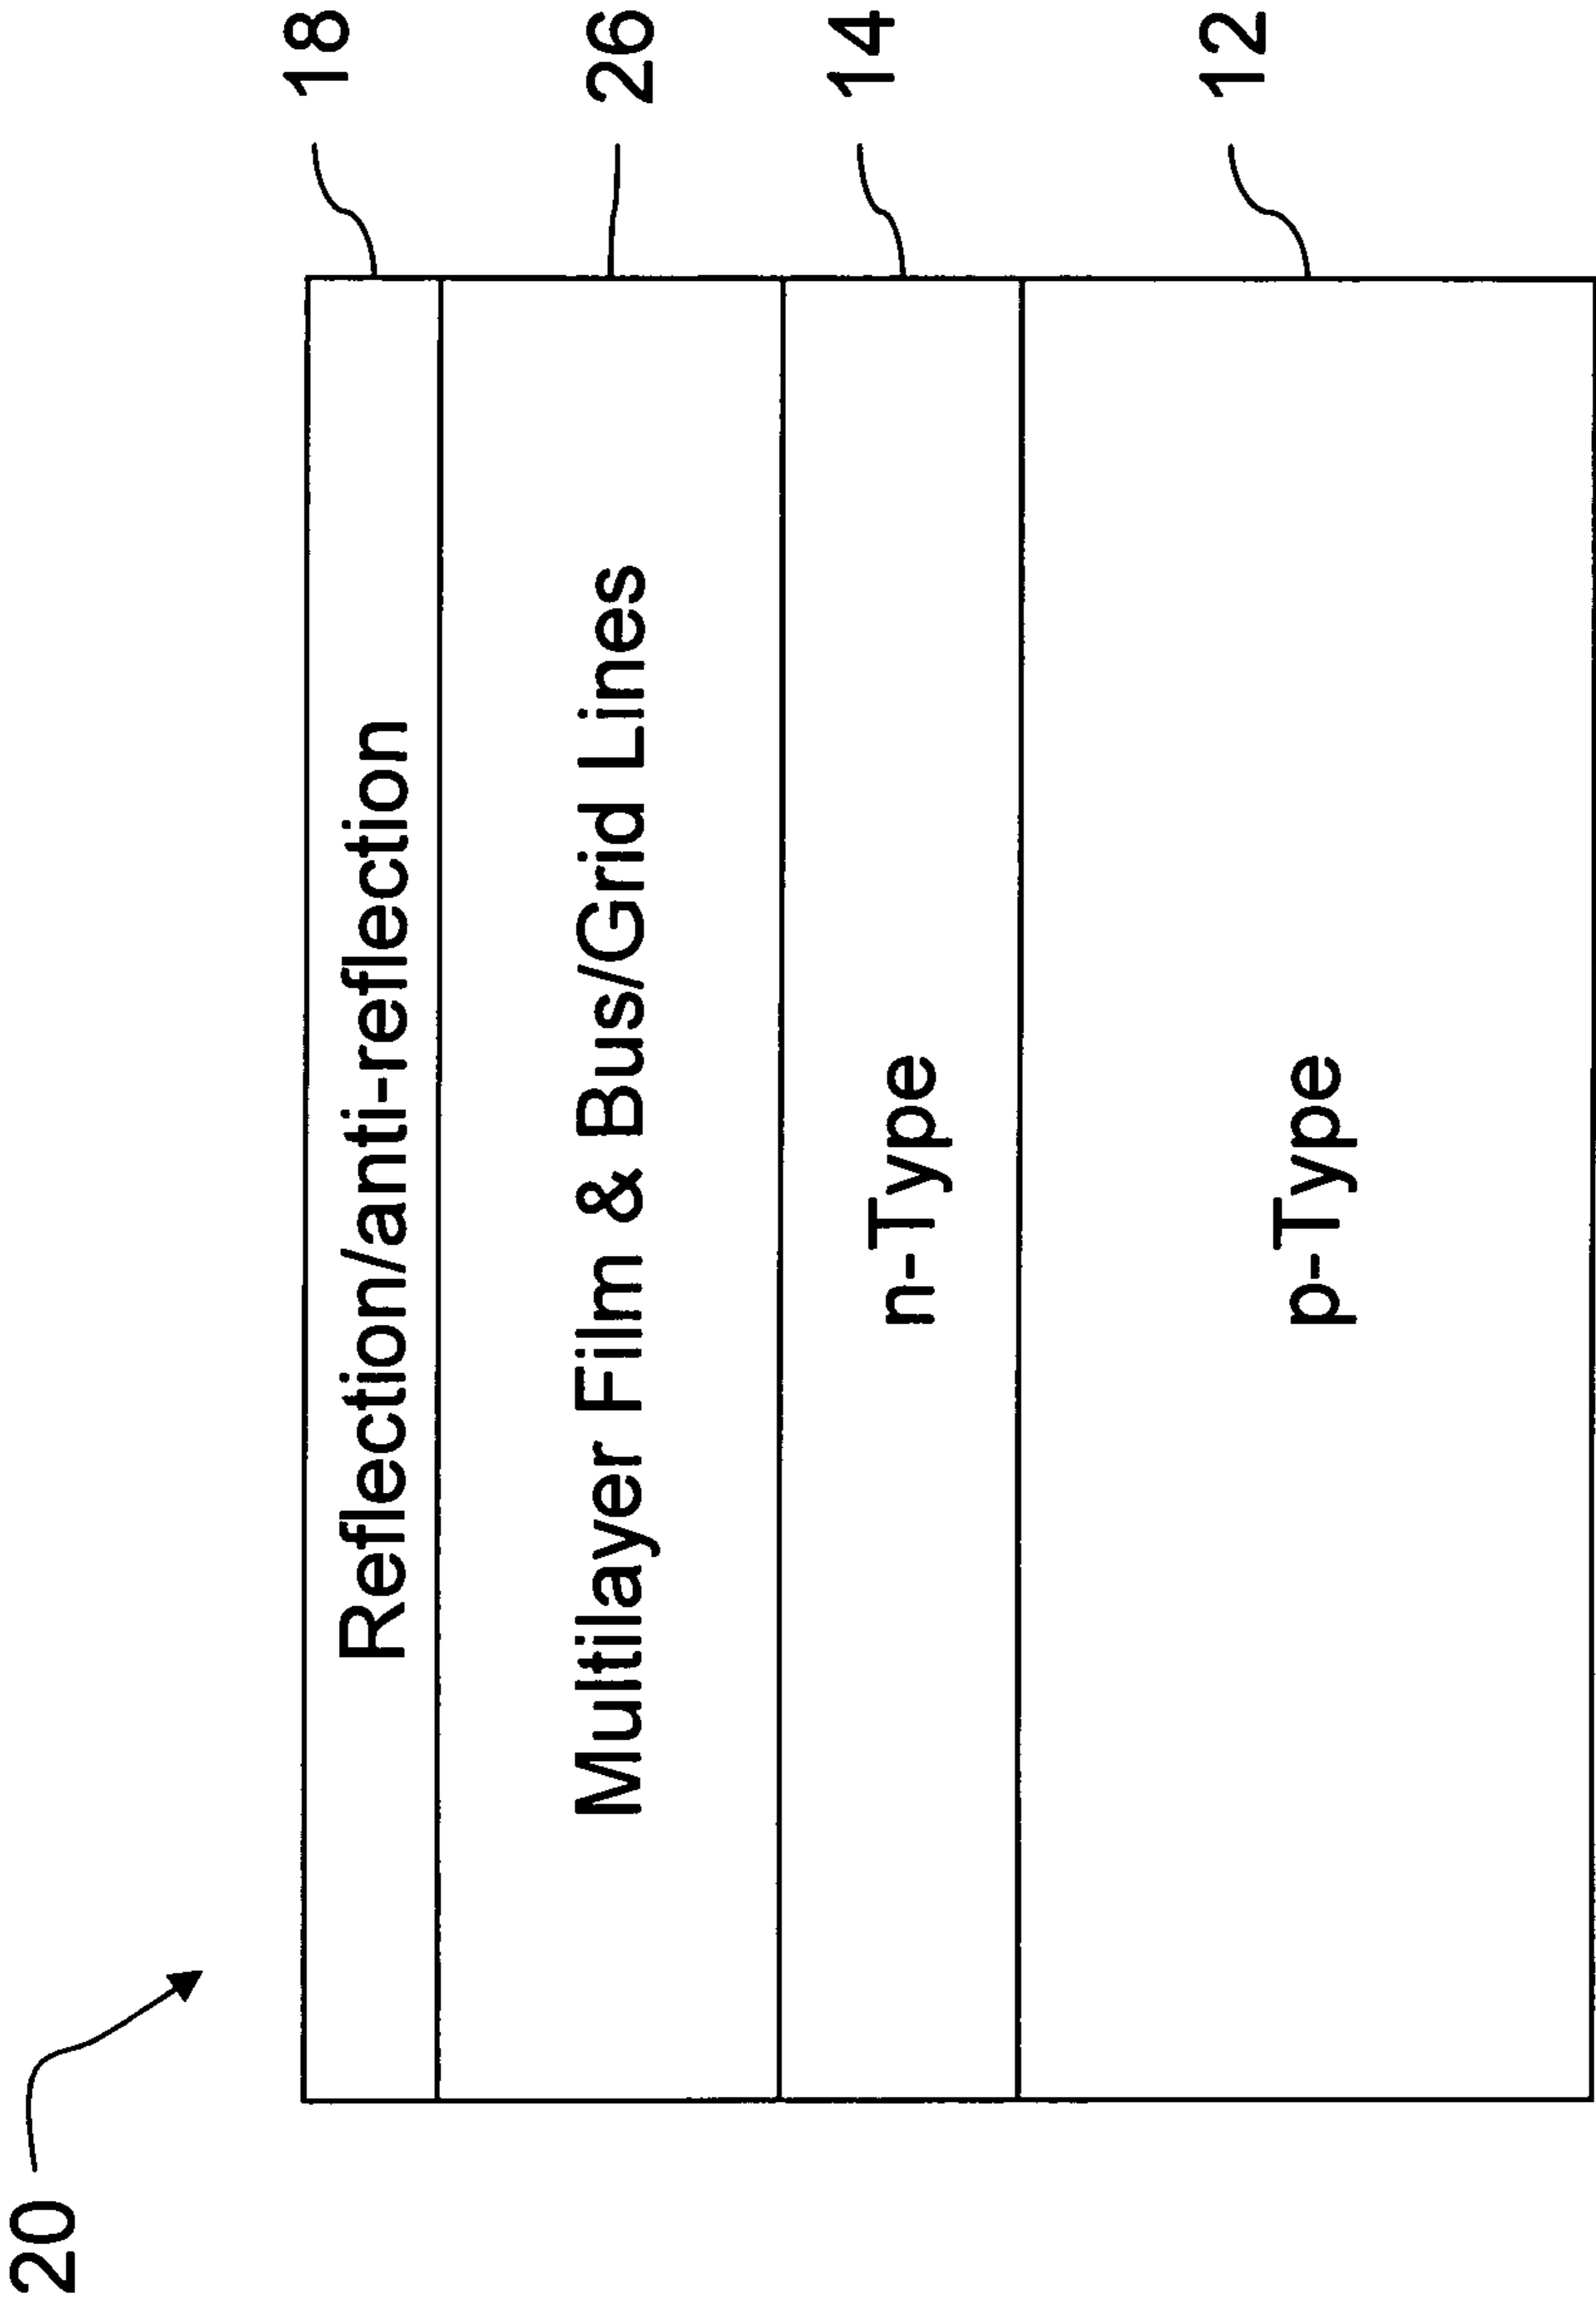 20
Reflection/anti-reflection
18
Multilayer Film & Bus/Grid Lines
26
n-Type
14
p-Type
12